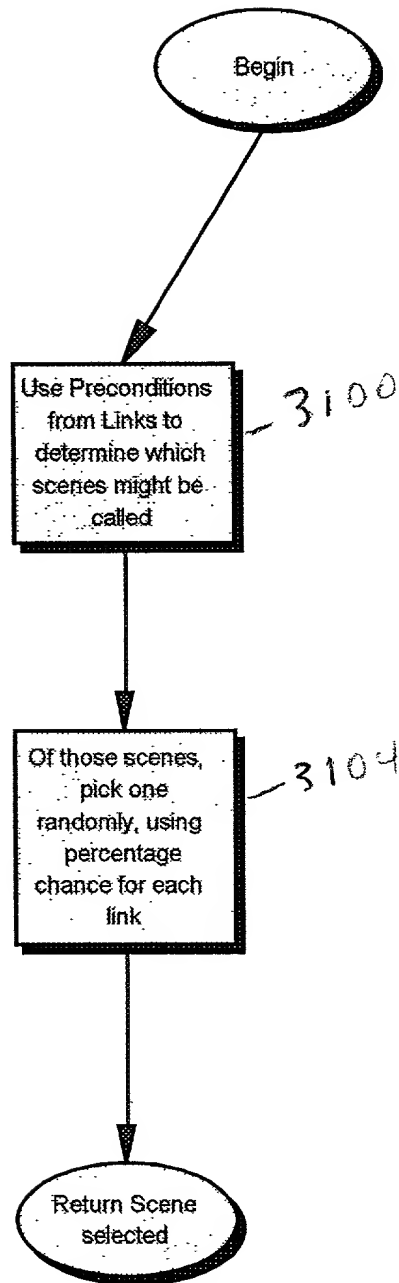 Begin
Use Preconditions
from Links to
determine which
scenes might be
called
3100
Of those scenes,
pick one
randomly, using
percentage
chance for each
link
3104
Return Scene
selected